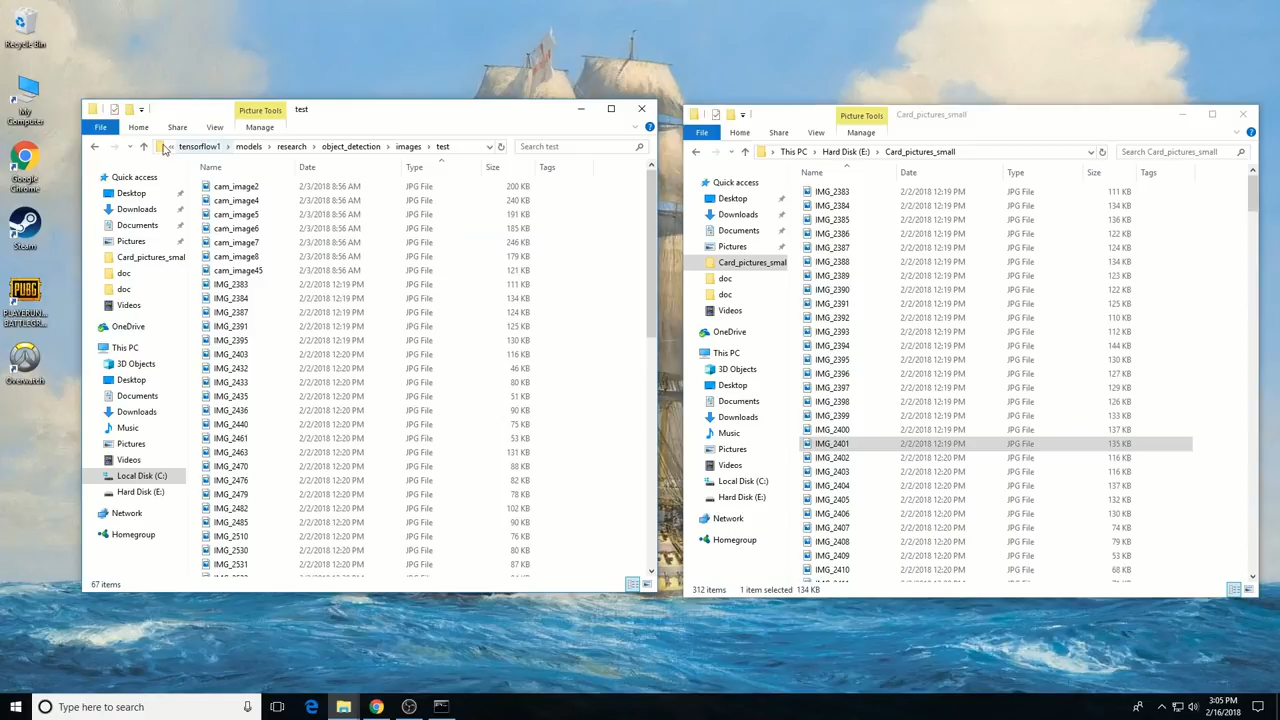 Recycle Bin
My
Computer
Google
Chrome
Steam
PLAYERUN...
BATTLEGR...
Overwatch
Picture Tools
test
File
Home
Share
View
Manage
« tensorflow1 › models › research › object_detection › images › test
Search test
Name
Date
Type
Size
Tags
Quick access
Desktop
Downloads
Documents
Pictures
Card_pictures_smal
doc
doc
Videos
OneDrive
This PC
3D Objects
Desktop
Documents
Downloads
Music
Pictures
Videos
Local Disk (C:)
Hard Disk (E:)
Network
Homegroup
cam_image2 2/3/2018 8:56 AM JPG File 200 KB
cam_image4 2/3/2018 8:56 AM JPG File 240 KB
cam_image5 2/3/2018 8:56 AM JPG File 191 KB
cam_image6 2/3/2018 8:56 AM JPG File 185 KB
cam_image7 2/3/2018 8:56 AM JPG File 246 KB
cam_image8 2/3/2018 8:56 AM JPG File 179 KB
cam_image45 2/3/2018 8:56 AM JPG File 121 KB
IMG_2383 2/2/2018 12:19 PM JPG File 111 KB
IMG_2384 2/2/2018 12:19 PM JPG File 134 KB
IMG_2387 2/2/2018 12:19 PM JPG File 124 KB
IMG_2391 2/2/2018 12:19 PM JPG File 125 KB
IMG_2395 2/2/2018 12:19 PM JPG File 130 KB
IMG_2403 2/2/2018 12:20 PM JPG File 116 KB
IMG_2432 2/2/2018 12:20 PM JPG File 46 KB
IMG_2433 2/2/2018 12:20 PM JPG File 80 KB
IMG_2435 2/2/2018 12:20 PM JPG File 51 KB
IMG_2436 2/2/2018 12:20 PM JPG File 90 KB
IMG_2440 2/2/2018 12:20 PM JPG File 75 KB
IMG_2461 2/2/2018 12:20 PM JPG File 53 KB
IMG_2463 2/2/2018 12:20 PM JPG File 131 KB
IMG_2470 2/2/2018 12:20 PM JPG File 88 KB
IMG_2476 2/2/2018 12:20 PM JPG File 82 KB
IMG_2479 2/2/2018 12:20 PM JPG File 78 KB
IMG_2482 2/2/2018 12:20 PM JPG File 102 KB
IMG_2485 2/2/2018 12:20 PM JPG File 90 KB
IMG_2510 2/2/2018 12:20 PM JPG File 76 KB
IMG_2530 2/2/2018 12:20 PM JPG File 80 KB
IMG_2531 2/2/2018 12:20 PM JPG File 87 KB
67 items
Picture Tools
Card_pictures_small
File
Home
Share
View
Manage
› This PC › Hard Disk (E:) › Card_pictures_small
Search Card_pictures_small
Name
Date
Type
Size
Tags
Quick access
Desktop
Downloads
Documents
Pictures
Card_pictures_smal
doc
doc
Videos
OneDrive
This PC
3D Objects
Desktop
Documents
Downloads
Music
Pictures
Videos
Local Disk (C:)
Hard Disk (E:)
Network
Homegroup
IMG_2383 2/2/2018 12:19 PM JPG File 111 KB
IMG_2384 2/2/2018 12:19 PM JPG File 134 KB
IMG_2385 2/2/2018 12:19 PM JPG File 136 KB
IMG_2386 2/2/2018 12:19 PM JPG File 122 KB
IMG_2387 2/2/2018 12:19 PM JPG File 124 KB
IMG_2388 2/2/2018 12:19 PM JPG File 134 KB
IMG_2389 2/2/2018 12:19 PM JPG File 123 KB
IMG_2390 2/2/2018 12:19 PM JPG File 122 KB
IMG_2391 2/2/2018 12:19 PM JPG File 125 KB
IMG_2392 2/2/2018 12:19 PM JPG File 110 KB
IMG_2393 2/2/2018 12:19 PM JPG File 112 KB
IMG_2394 2/2/2018 12:19 PM JPG File 144 KB
IMG_2395 2/2/2018 12:19 PM JPG File 130 KB
IMG_2396 2/2/2018 12:19 PM JPG File 127 KB
IMG_2397 2/2/2018 12:19 PM JPG File 128 KB
IMG_2398 2/2/2018 12:19 PM JPG File 126 KB
IMG_2399 2/2/2018 12:19 PM JPG File 133 KB
IMG_2400 2/2/2018 12:19 PM JPG File 116 KB
IMG_2401 2/2/2018 12:19 PM JPG File 135 KB
IMG_2402 2/2/2018 12:20 PM JPG File 116 KB
IMG_2403 2/2/2018 12:20 PM JPG File 116 KB
IMG_2404 2/2/2018 12:20 PM JPG File 137 KB
IMG_2405 2/2/2018 12:20 PM JPG File 132 KB
IMG_2406 2/2/2018 12:20 PM JPG File 130 KB
IMG_2407 2/2/2018 12:20 PM JPG File 74 KB
IMG_2408 2/2/2018 12:20 PM JPG File 79 KB
IMG_2409 2/2/2018 12:20 PM JPG File 53 KB
IMG_2410 2/2/2018 12:20 PM JPG File 68 KB
312 items 1 item selected 134 KB
Type here to search
3:05 PM
2/16/2018